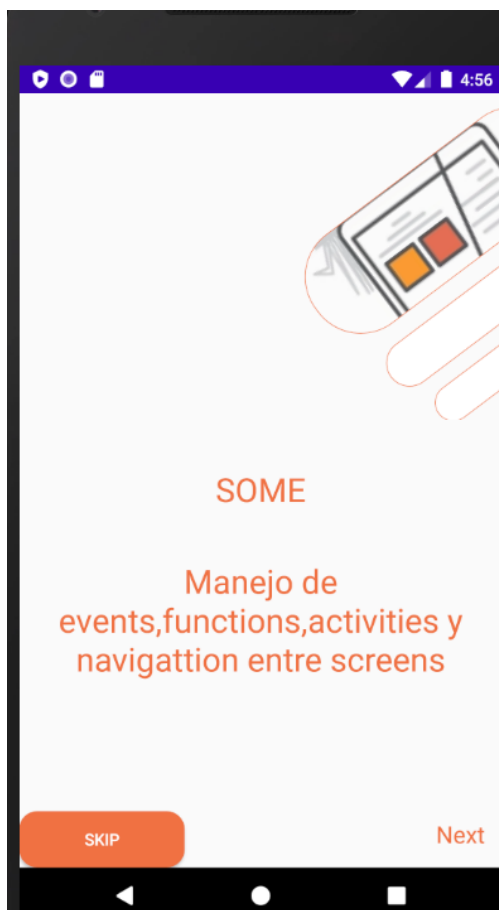 4:56
SOME
Manejo de
events,functions,activities y
navigattion entre screens
SKIP
Next